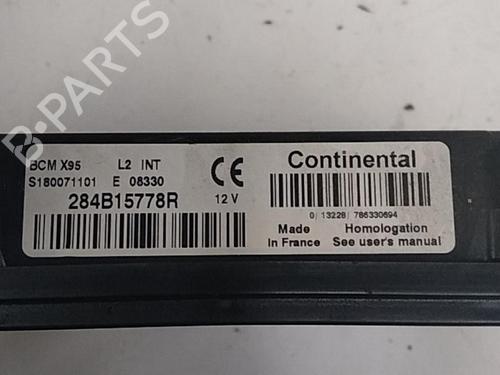 B-PARTS
BCM X95 L2 INT
S180071101 E 08330
284B15778R
CE
12 V
Continental
0| 13228| 786330694
Made Homologation
In France See user's manual